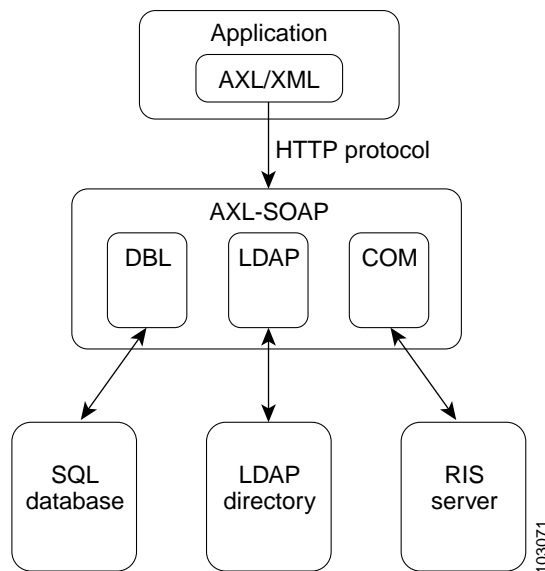 Application
AXL/XML
HTTP protocol
AXL-SOAP
DBL
LDAP
COM
SQL
database
LDAP
directory
RIS
server
103071